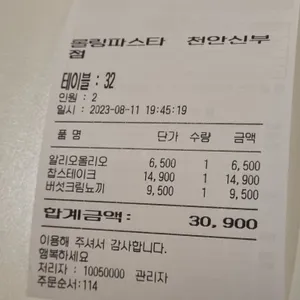 롤링파스타 천안신부
점
테이블 : 32
인원 : 2
일시 : 2023-08-11 19:45:19
품 명 단가 수량 금액
알리오올리오 6,500 1 6,500
찹스테이크 14,900 1 14,900
버섯크림뇨끼 9,500 1 9,500
합계금액: 30,900
이용해 주셔서 감사합니다.
행복하세요
처리자 : 10050000 관리자
주문순서:114